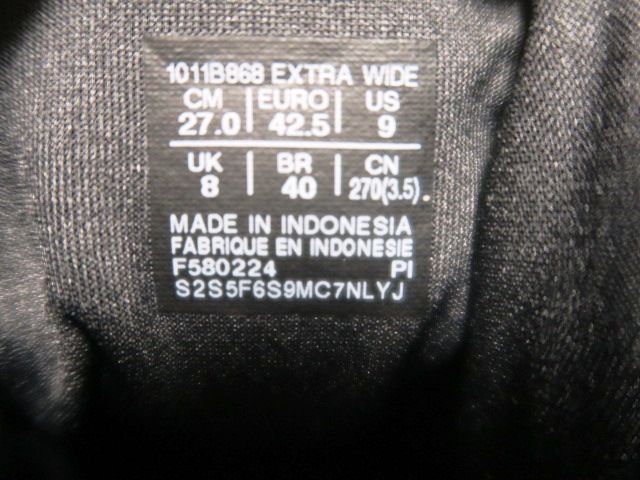 1011B868 EXTRA WIDE
CM | EURO | US
27.0 | 42.5 | 9
UK | BR | CN
8 | 40 | 270(3.5).
MADE IN INDONESIA
FABRIQUE EN INDONESIE
F580224 PI
S2S5F6S9MC7NLYJ